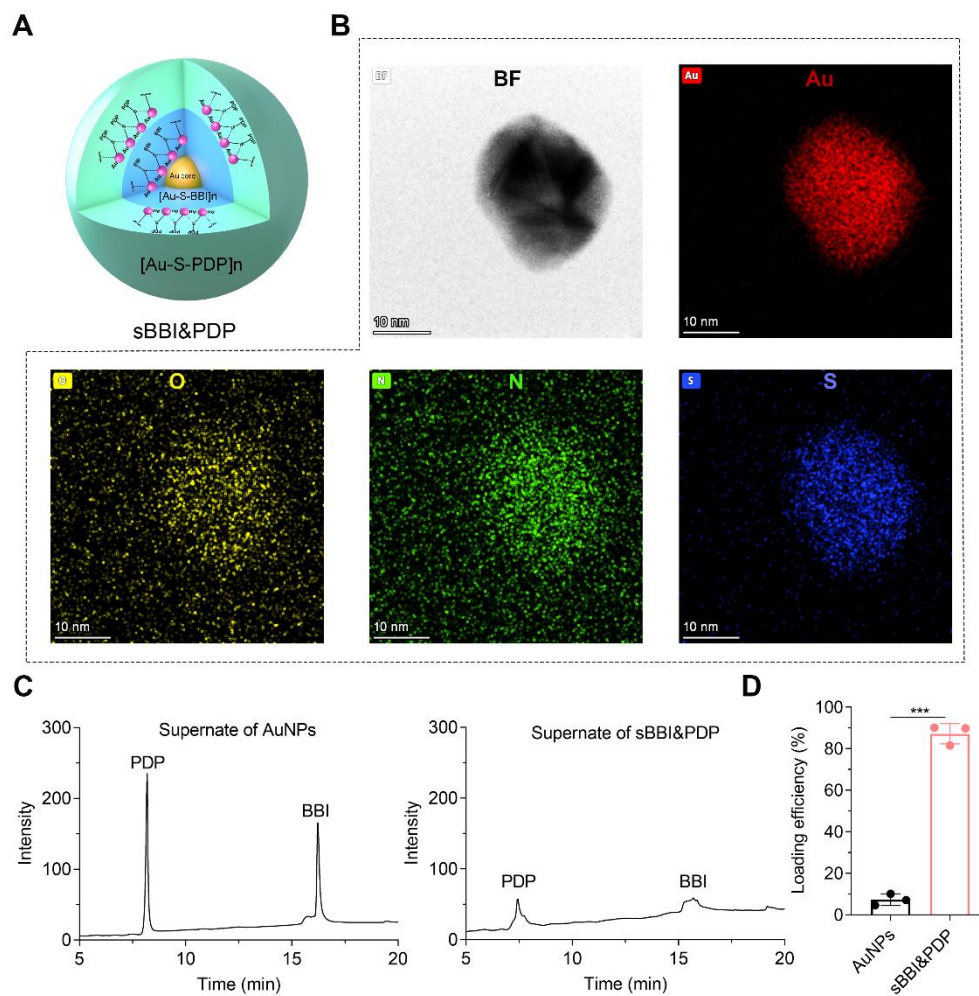 A
B
Au core
[Au-S-BBI]n
[Au-S-PDP]n
sBBI&PDP
BF
BF
10 nm
Au
Au
10 nm
O
O
10 nm
N
N
10 nm
S
S
10 nm
C
D
Supernate of AuNPs
PDP
BBI
Intensity
300
200
100
0
5
10
15
20
Time (min)
Supernate of sBBI&PDP
PDP
BBI
Intensity
300
200
100
0
5
10
15
20
Time (min)
***
Loading efficiency (%)
100
80
60
40
20
10
0
AuNPs
sBBI&PDP